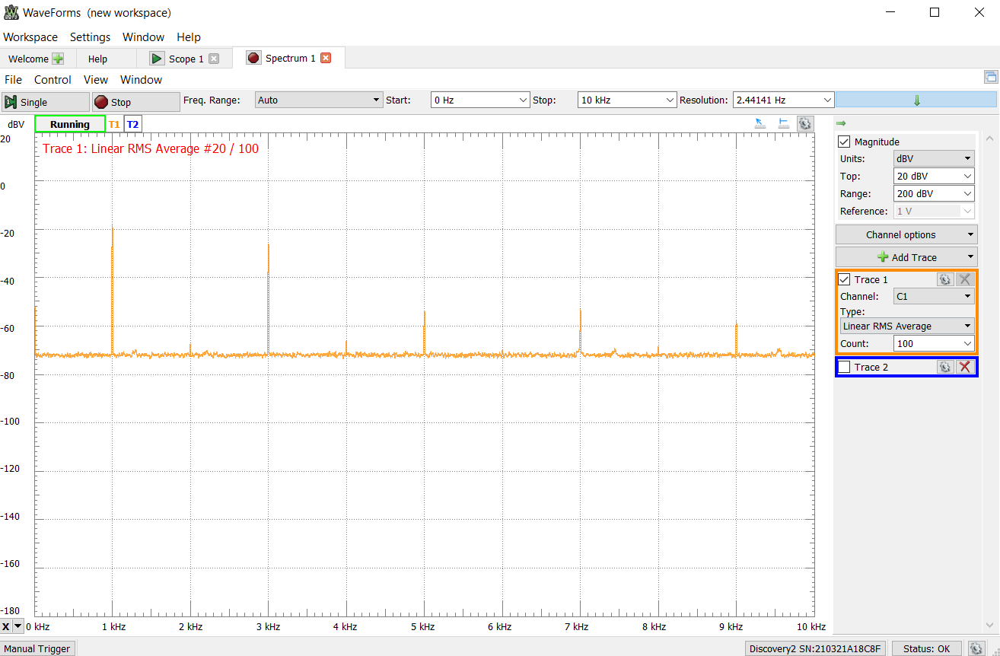 WaveForms (new workspace)
Workspace Settings Window Help
Welcome Help Scope 1 Spectrum 1
File Control View Window
Single Stop Freq. Range: Auto Start: 0 Hz Stop: 10 kHz Resolution: 2.44141 Hz
dBV Running T1 T2
Trace 1: Linear RMS Average #20 / 100
20
0
-20
-40
-60
-80
-100
-120
-140
-160
-180
X 0 kHz 1 kHz 2 kHz 3 kHz 4 kHz 5 kHz 6 kHz 7 kHz 8 kHz 9 kHz 10 kHz
Magnitude
Units: dBV
Top: 20 dBV
Range: 200 dBV
Reference: 1 V
Channel options
Add Trace
Trace 1
Channel: C1
Type:
Linear RMS Average
Count: 100
Trace 2
Manual Trigger Discovery2 SN:210321A18C8F Status: OK